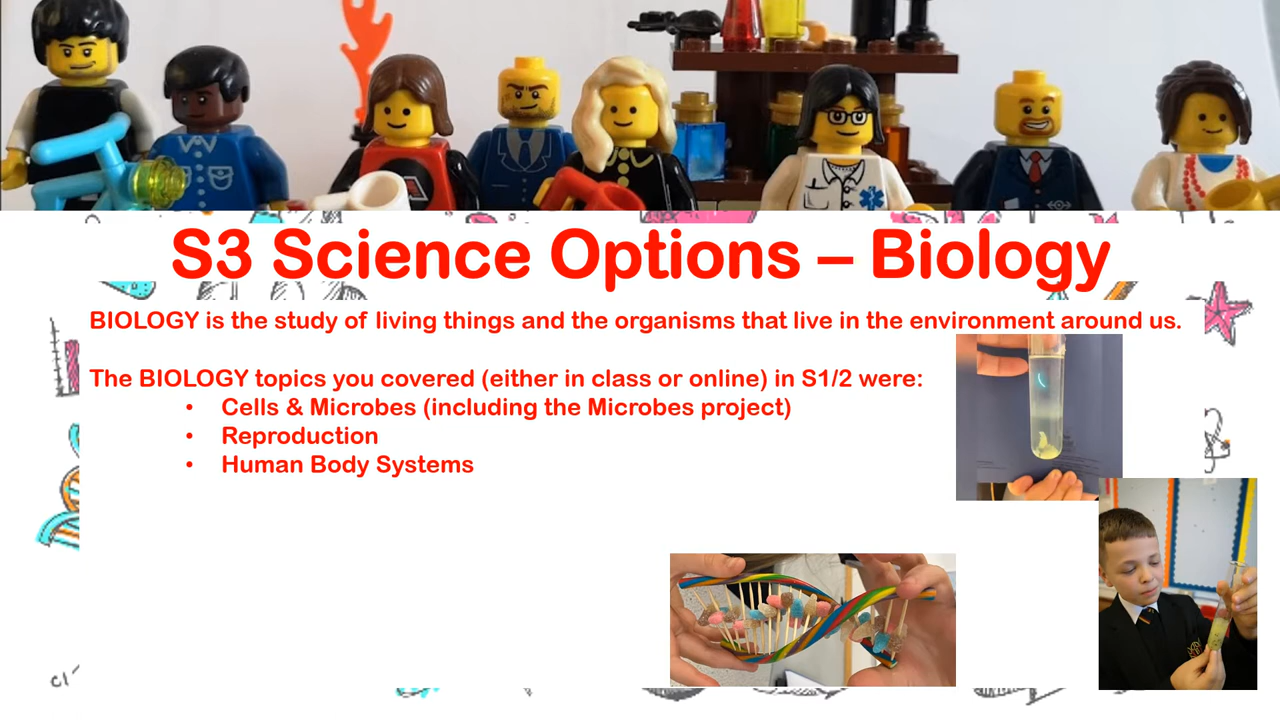 S3 Science Options – Biology
BIOLOGY is the study of living things and the organisms that live in the environment around us.
The BIOLOGY topics you covered (either in class or online) in S1/2 were:
• Cells & Microbes (including the Microbes project)
• Reproduction
• Human Body Systems